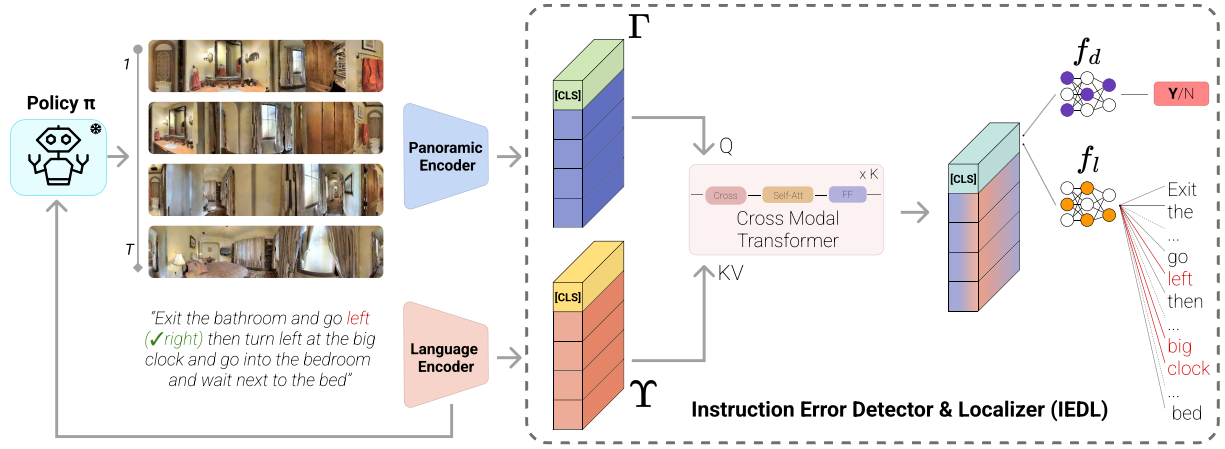 Policy π
1
T
"Exit the bathroom and go left
(✓right) then turn left at the big
clock and go into the bedroom
and wait next to the bed"
Panoramic
Encoder
Language
Encoder
Γ
[CLS]
[CLS]
ϒ
Q
KV
x K
Cross
Self-Att
FF
Cross Modal
Transformer
[CLS]
f_d
Y/N
f_l
Exit
the
...
go
left
then
...
big
clock
...
bed
Instruction Error Detector & Localizer (IEDL)